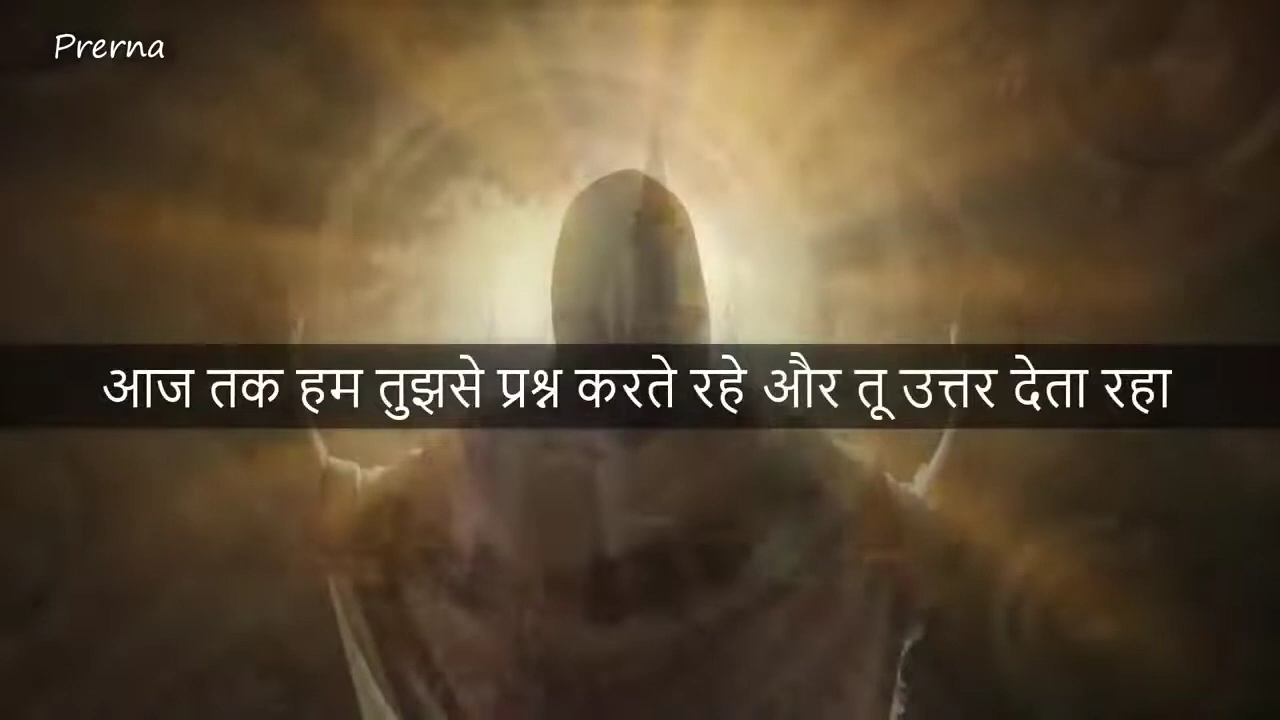 Prerna
आज तक हम तुझसे प्रश्न करते रहे और तू उत्तर देता रहा